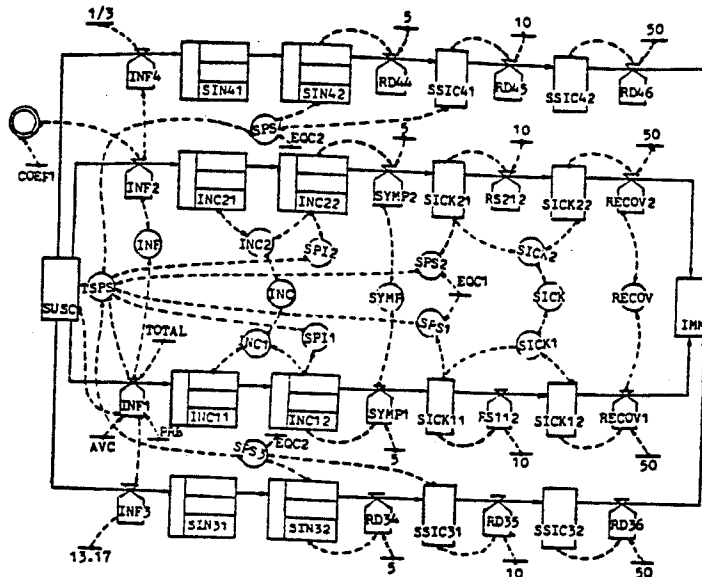 1/3 5 10 50
INF4 SIN41 SIN42 RD44 SSIC41 RD45 SSIC42 RD46
SPS4 EQC2
COEF1 5 10 50
INF2 INC21 INC22 SYMP2 SICK21 RS212 SICK22 RECOV2
INF INC2 SPI2 SPS2 SICK2
EQC1
SUSC TSPS INC SYMP SICK RECOV IMM
TOTAL INC1 SPI1 SPS1 SICK1
INF1 INC11 INC12 SYMP1 SICK11 RS112 SICK12 RECOV1
AVC PRB SPS3 EQC2 5 10 50
INF3 SIN31 SIN32 RD34 SSIC31 RD35 SSIC32 RD36
13.17 5 10 50